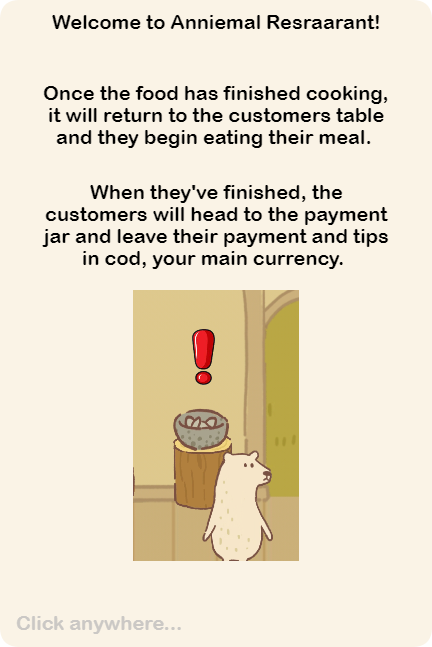 Welcome to Anniemal Resraarant!
Once the food has finished cooking,
it will return to the customers table
and they begin eating their meal.
When they've finished, the
customers will head to the payment
jar and leave their payment and tips
in cod, your main currency.
Click anywhere...